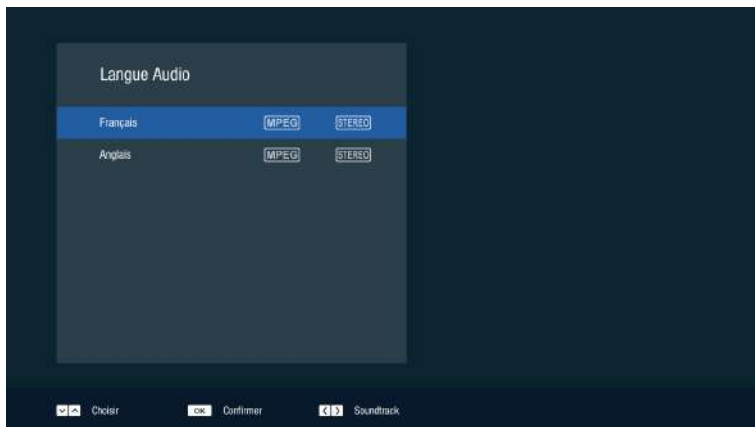 Langue Audio
Français MPEG STEREO
Anglais MPEG STEREO
Choisir OK Confirmer Soundtrack